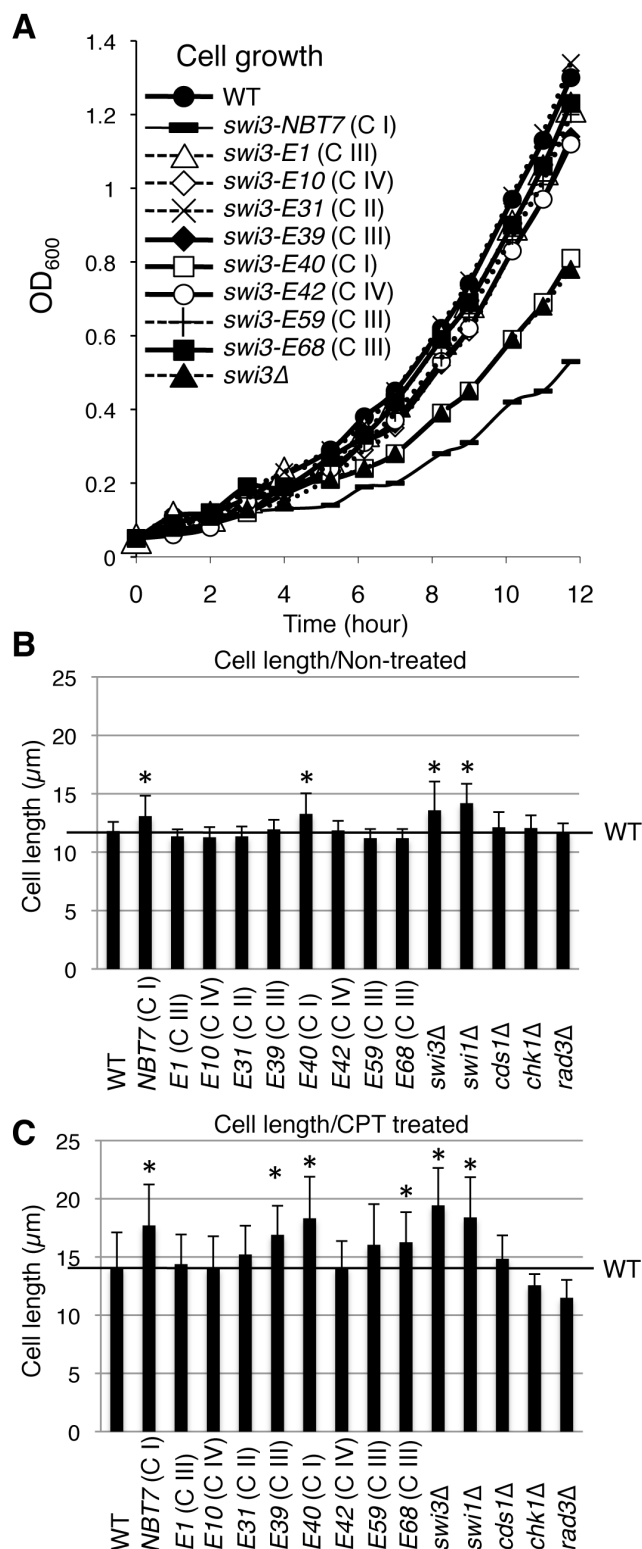 A
Cell growth
WT
swi3-NBT7 (C I)
swi3-E1 (C III)
swi3-E10 (C IV)
swi3-E31 (C II)
swi3-E39 (C III)
swi3-E40 (C I)
swi3-E42 (C IV)
swi3-E59 (C III)
swi3-E68 (C III)
swi3Δ
OD600
1.4
1.2
1
0.8
0.6
0.4
0.2
0
0 2 4 6 8 10 12
Time (hour)
B
Cell length/Non-treated
Cell length (µm)
25
20
15
10
5
0
* * * *
WT
WT
NBT7 (C I)
E1 (C III)
E10 (C IV)
E31 (C II)
E39 (C III)
E40 (C I)
E42 (C IV)
E59 (C III)
E68 (C III)
swi3Δ
swi1Δ
cds1Δ
chk1Δ
rad3Δ
C
Cell length/CPT treated
Cell length (µm)
25
20
15
10
5
0
* * * * * *
WT
WT
NBT7 (C I)
E1 (C III)
E10 (C IV)
E31 (C II)
E39 (C III)
E40 (C I)
E42 (C IV)
E59 (C III)
E68 (C III)
swi3Δ
swi1Δ
cds1Δ
chk1Δ
rad3Δ